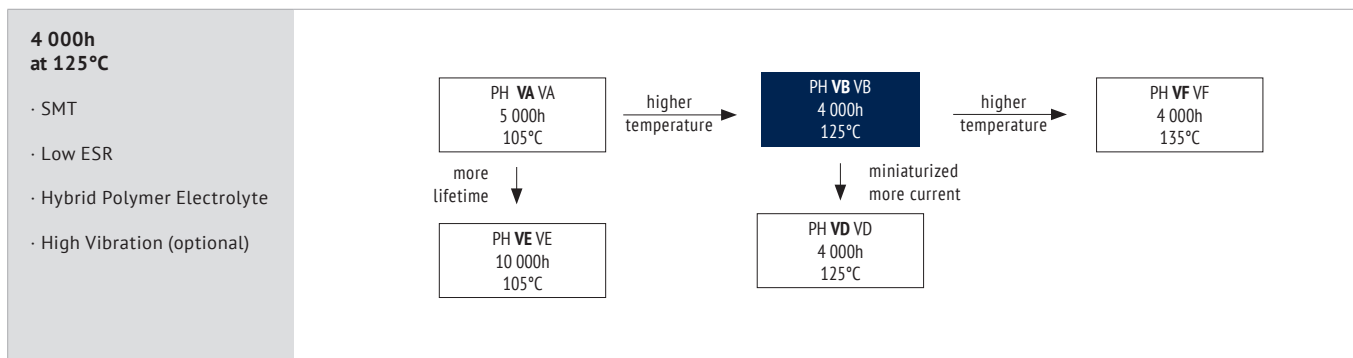 4 000h
at 125°C
· SMT
· Low ESR
· Hybrid Polymer Electrolyte
· High Vibration (optional)
PH VA VA
5 000h
105°C
higher
temperature
PH VB VB
4 000h
125°C
higher
temperature
PH VF VF
4 000h
135°C
more
lifetime
miniaturized
more current
PH VE VE
10 000h
105°C
PH VD VD
4 000h
125°C